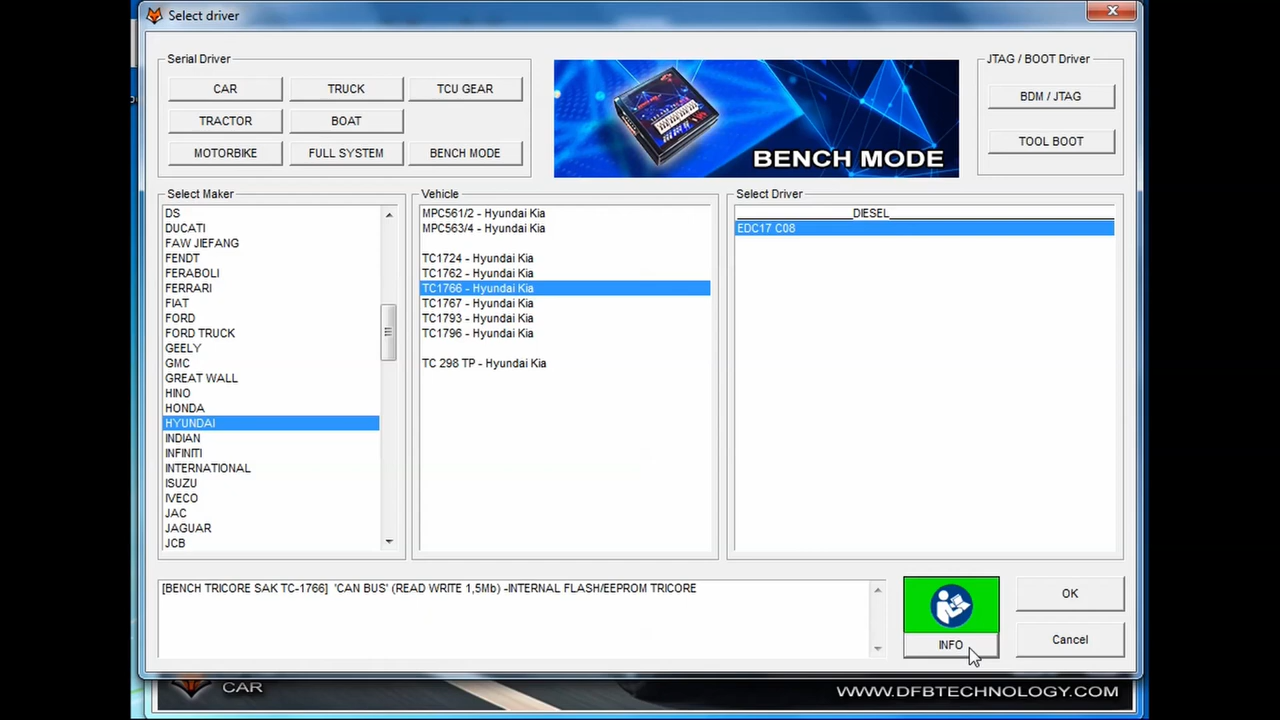 Select driver
Serial Driver
CAR
TRUCK
TCU GEAR
TRACTOR
BOAT
MOTORBIKE
FULL SYSTEM
BENCH MODE
BENCH MODE
JTAG / BOOT Driver
BDM / JTAG
TOOL BOOT
Select Maker
DS
DUCATI
FAW JIEFANG
FENDT
FERABOLI
FERRARI
FIAT
FORD
FORD TRUCK
GEELY
GMC
GREAT WALL
HINO
HONDA
HYUNDAI
INDIAN
INFINITI
INTERNATIONAL
ISUZU
IVECO
JAC
JAGUAR
JCB
Vehicle
MPC561/2 - Hyundai Kia
MPC563/4 - Hyundai Kia
TC1724 - Hyundai Kia
TC1762 - Hyundai Kia
TC1766 - Hyundai Kia
TC1767 - Hyundai Kia
TC1793 - Hyundai Kia
TC1796 - Hyundai Kia
TC 298 TP - Hyundai Kia
Select Driver
DIESEL
EDC17 C08
[BENCH TRICORE SAK TC-1766] 'CAN BUS' (READ WRITE 1,5Mb) -INTERNAL FLASH/EEPROM TRICORE
INFO
OK
Cancel
CAR
WWW.DFBTECHNOLOGY.COM